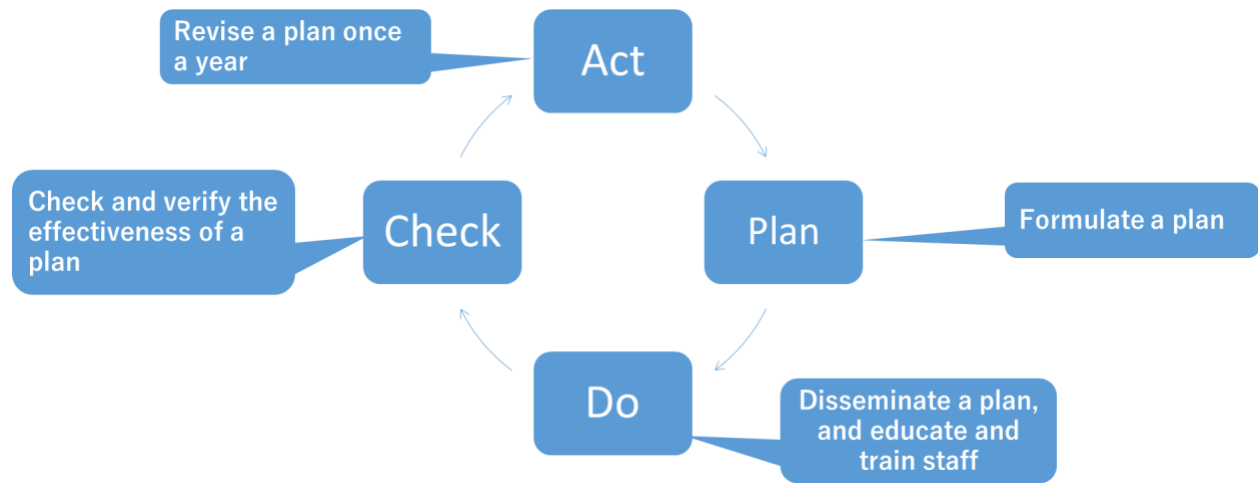 Revise a plan once
a year
Act
Check and verify the
effectiveness of a
plan
Check
Plan
Formulate a plan
Do
Disseminate a plan,
and educate and
train staff